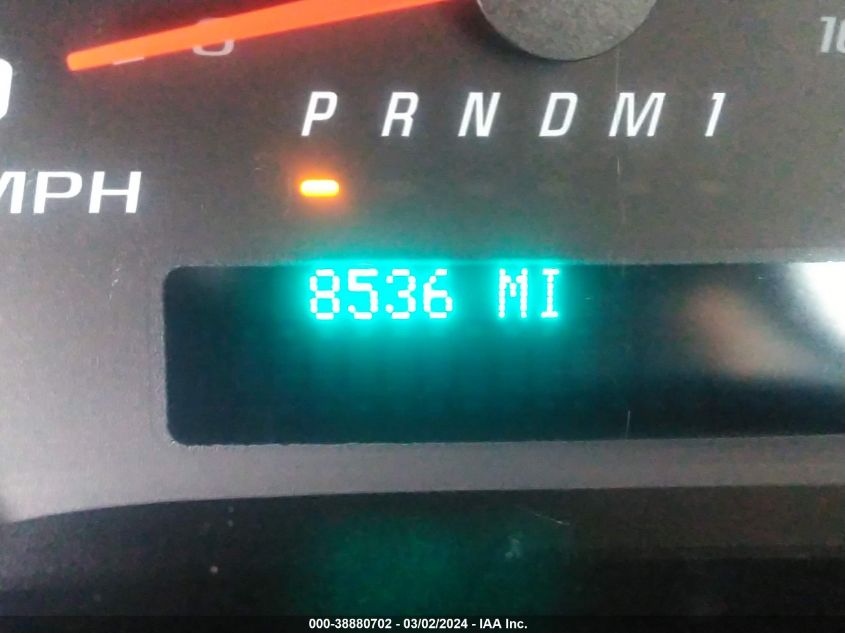 P R N D M 1
MPH
8536 MI
000-38880702 - 03/02/2024 - IAA Inc.